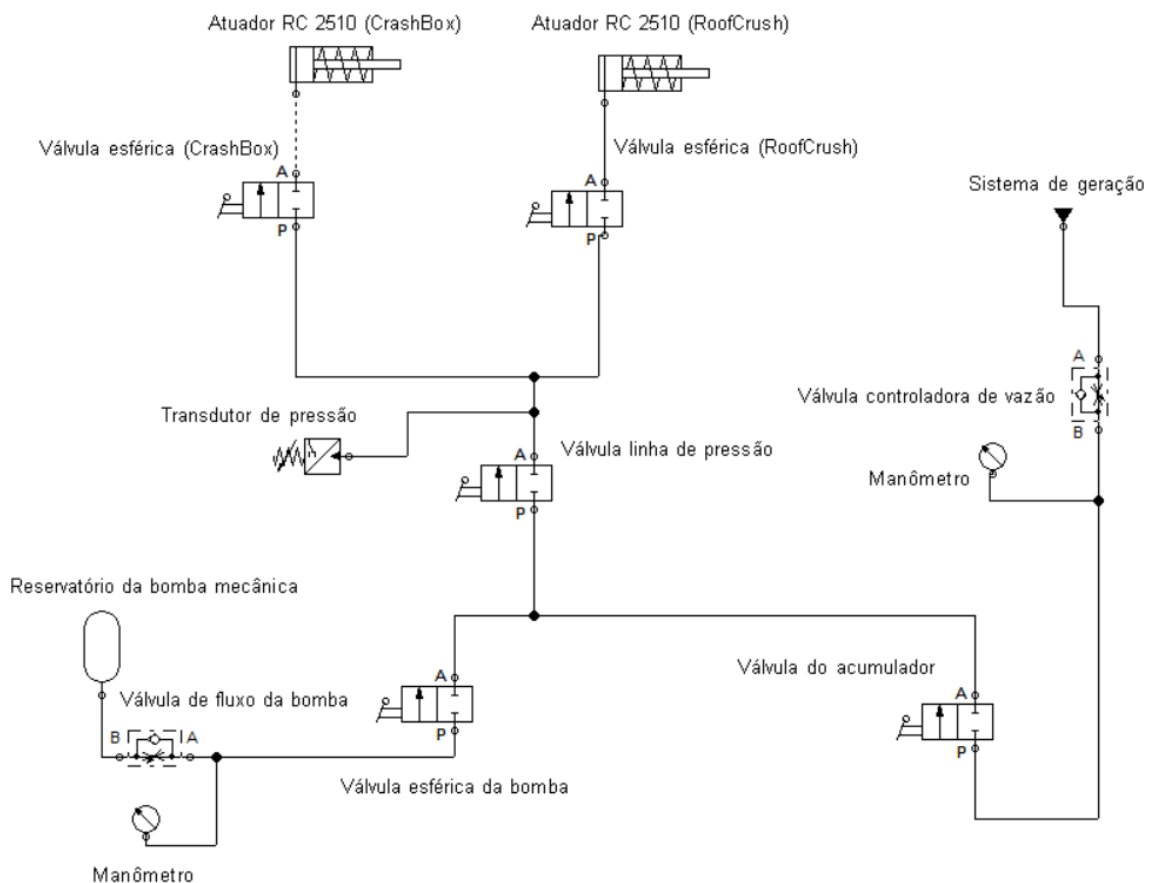 Atuador RC 2510 (CrashBox)
Atuador RC 2510 (RoofCrush)
Válvula esférica (CrashBox)
Válvula esférica (RoofCrush)
A
A
P
P
Sistema de geração
A
Válvula controladora de vazão
B
Transdutor de pressão
Válvula linha de pressão
A
P
Manômetro
Reservatório da bomba mecânica
Válvula de fluxo da bomba
B
A
A
P
Válvula esférica da bomba
Válvula do acumulador
A
P
Manômetro